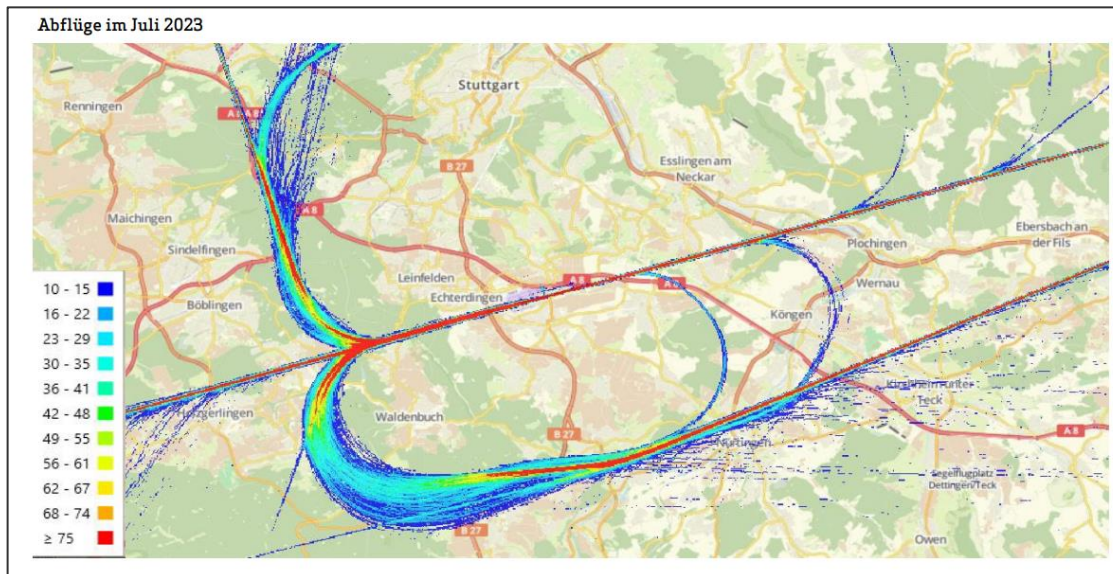 Abflüge im Juli 2023
Stuttgart
Renningen
A 8
B 27
Esslingen am
Neckar
Maichingen
A 8
Sindelfingen
Ebersbach an
der Fils
Plochingen
Leinfelden
A 8
Wernau
Echterdingen
Böblingen
Köngen
Holzgerlingen
Waldenbuch
Kirchheim unter
Teck
B 27
A 8
Nürtingen
Segelflugplatz
Dettingen/Teck
B 27
Owen
10 - 15
16 - 22
23 - 29
30 - 35
36 - 41
42 - 48
49 - 55
56 - 61
62 - 67
68 - 74
≥ 75